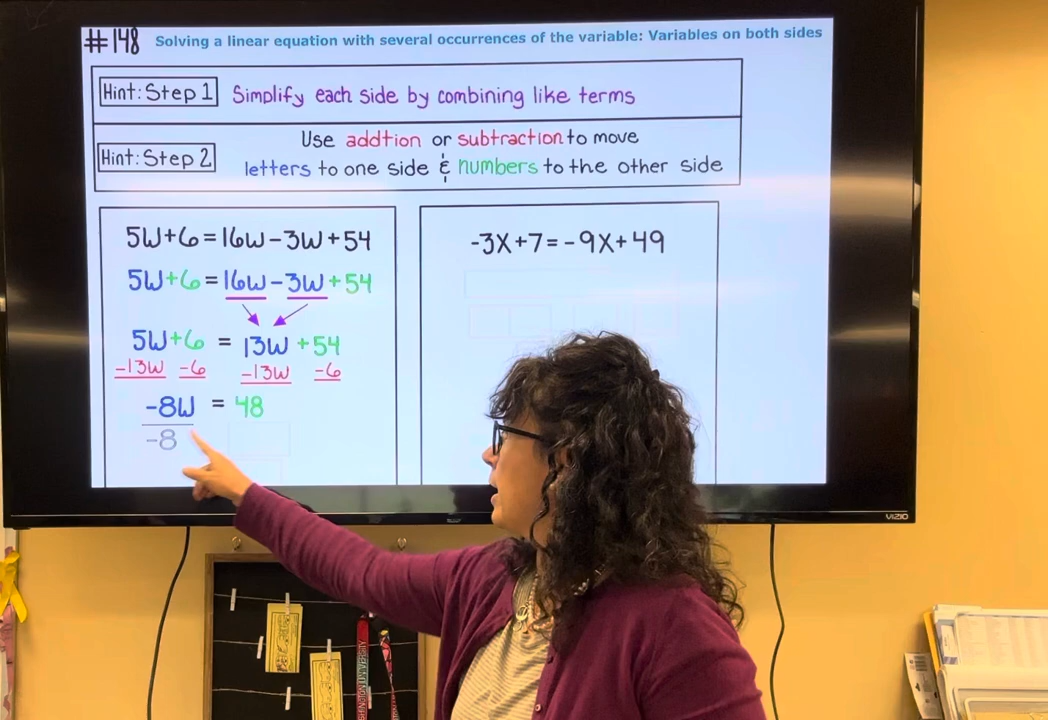 #148 Solving a linear equation with several occurrences of the variable: Variables on both sides
Hint: Step 1 Simplify each side by combining like terms
Hint: Step 2 Use addtion or subtraction to move
letters to one side & numbers to the other side
5W+6=16W-3W+54
5W+6=16W-3W+54
5W+6 = 13W+54
-13W -6 -13W -6
-8W = 48
-8
-3X+7=-9X+49
VIZIO